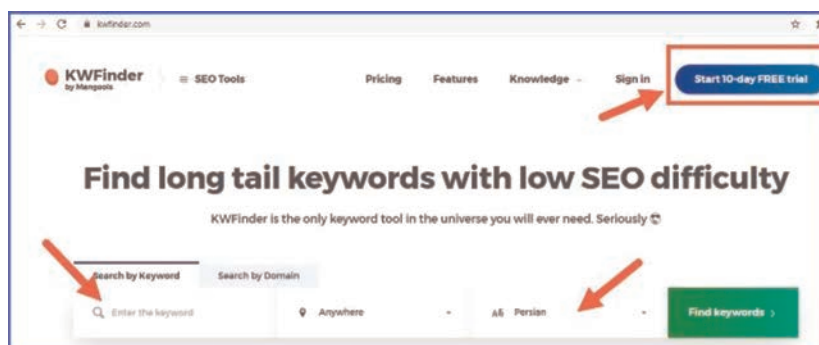 kwfinder.com
KWFinder
by Mangools
SEO Tools
Pricing Features Knowledge Sign in Start 10-day FREE trial
Find long tail keywords with low SEO difficulty
KWFinder is the only keyword tool in the universe you will ever need. Seriously 😎
Search by Keyword Search by Domain
Enter the keyword Anywhere Persian Find keywords